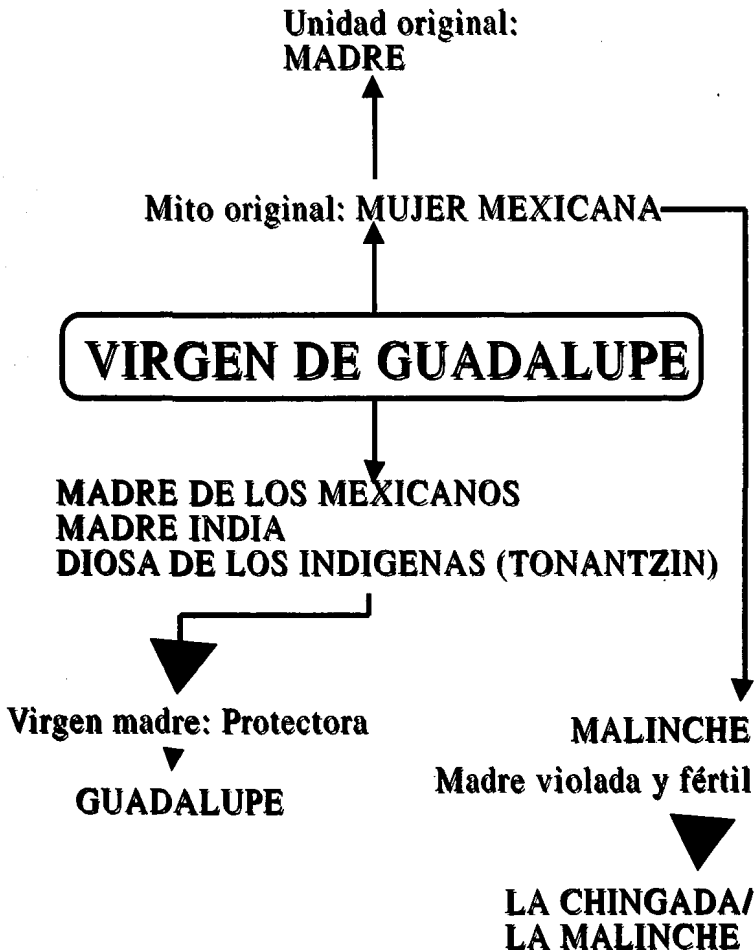 Unidad original:
MADRE
Mito original: MUJER MEXICANA
VIRGEN DE GUADALUPE
MADRE DE LOS MEXICANOS
MADRE INDIA
DIOSA DE LOS INDIGENAS (TONANTZIN)
Virgen madre: Protectora
GUADALUPE
MALINCHE
Madre violada y fértil
LA CHINGADA/
LA MALINCHE